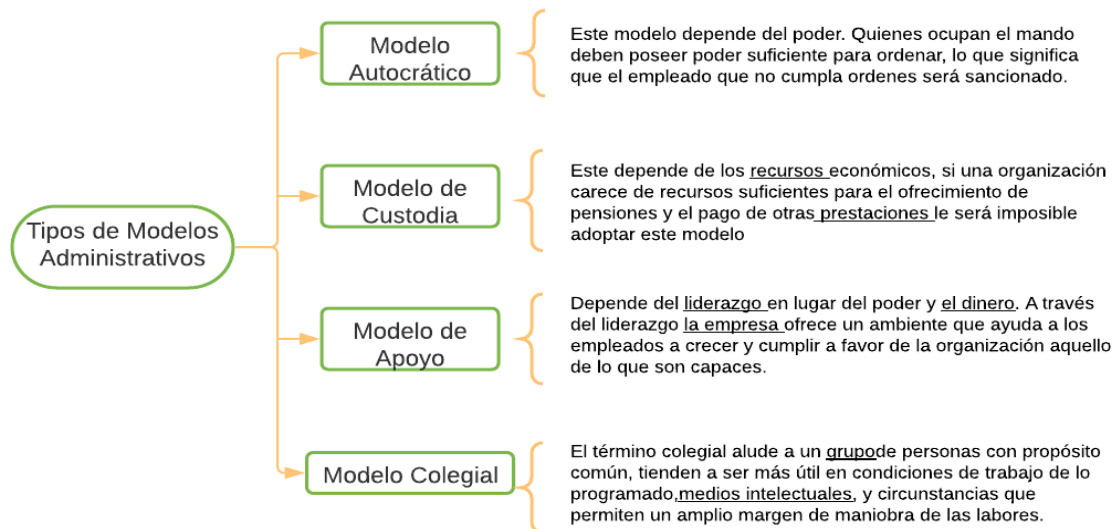 Tipos de Modelos
Administrativos
Modelo
Autocrático
Este modelo depende del poder. Quienes ocupan el mando
deben poseer poder suficiente para ordenar, lo que significa
que el empleado que no cumpla ordenes será sancionado.
Modelo de
Custodia
Este depende de los recursos económicos, si una organización
carece de recursos suficientes para el ofrecimiento de
pensiones y el pago de otras prestaciones le será imposible
adoptar este modelo
Modelo de
Apoyo
Depende del liderazgo en lugar del poder y el dinero. A través
del liderazgo la empresa ofrece un ambiente que ayuda a los
empleados a crecer y cumplir a favor de la organización aquello
de lo que son capaces.
Modelo Colegial
El término colegial alude a un grupode personas con propósito
común, tienden a ser más útil en condiciones de trabajo de lo
programado,medios intelectuales, y circunstancias que
permiten un amplio margen de maniobra de las labores.